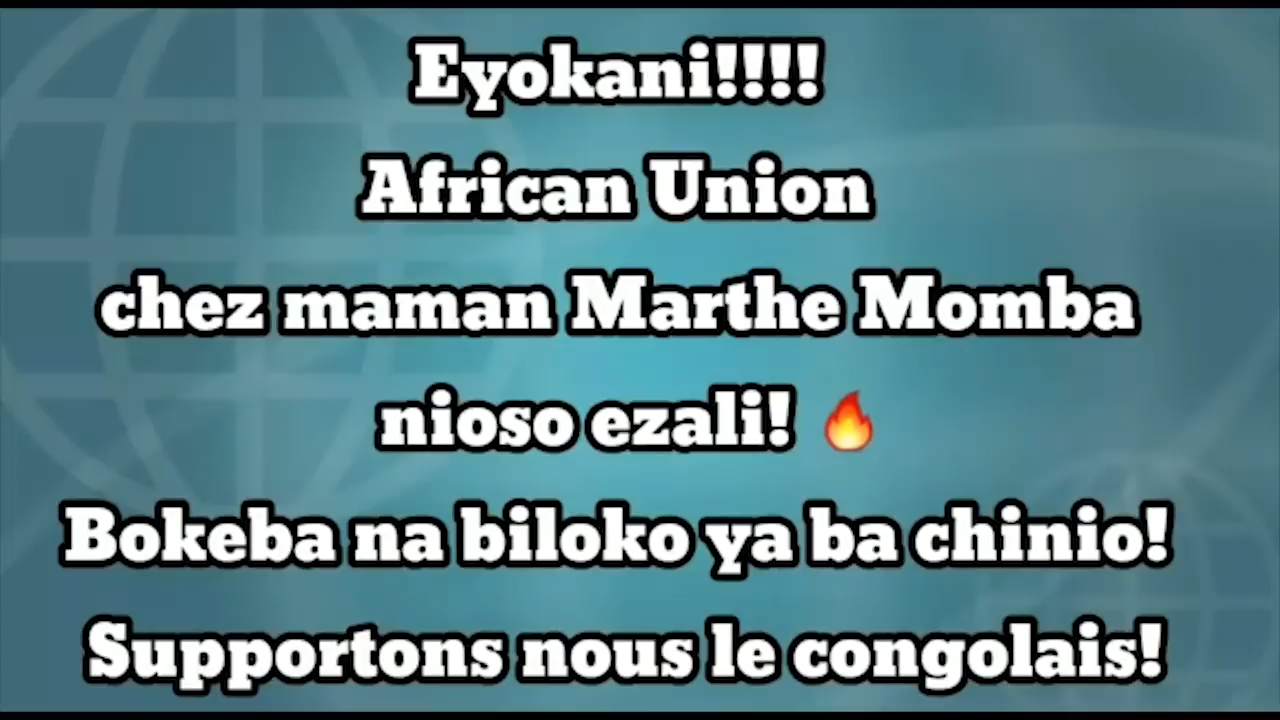 Eyokani!!!!
African Union
chez maman Marthe Momba
nioso ezali! 🔥
Bokeba na biloko ya ba chinio!
Supportons nous le congolais!